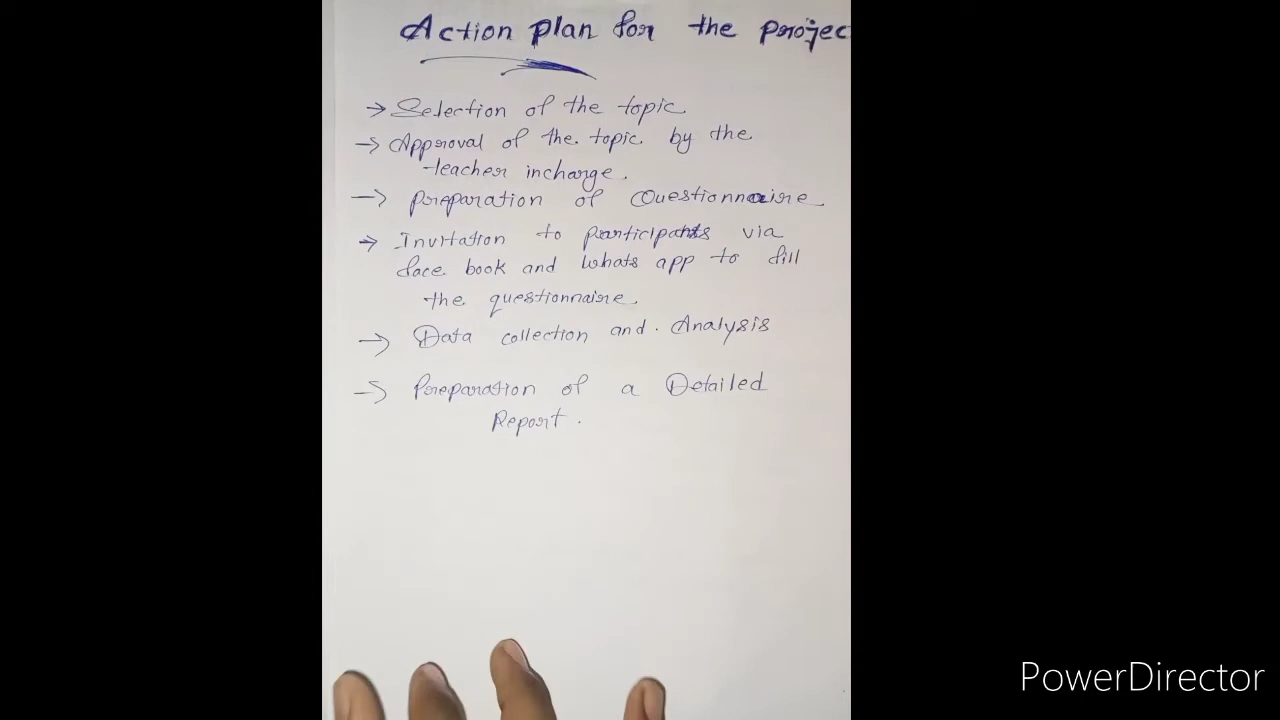 Action plan for the projec
→ Selection of the topic
→ Approval of the topic by the
teacher incharge.
→ preparation of Questionnaire
→ Invitation to participants via
face book and whats app to fill
the questionnaire.
→ Data collection and. Analysis
→ Preparation of a Detailed
Report.
PowerDirector